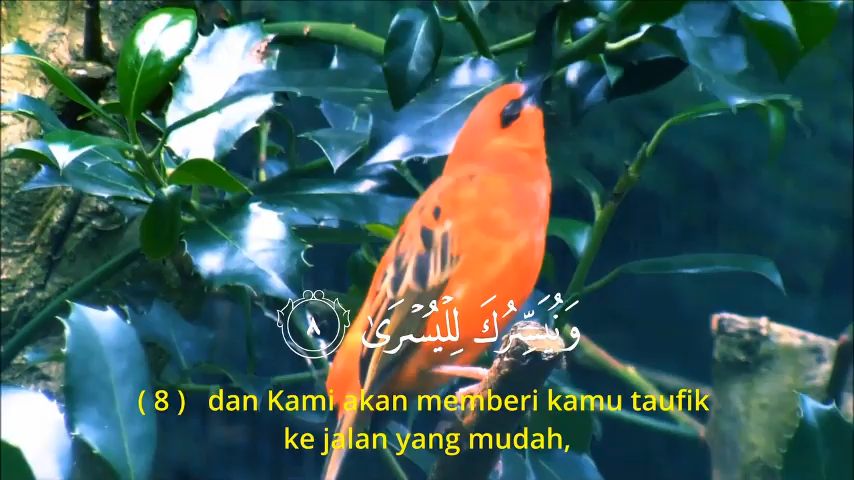 وَنُيَسِّرُكَ لِلْيُسْرَىٰ ٨
( 8 ) dan Kami akan memberi kamu taufik
ke jalan yang mudah,